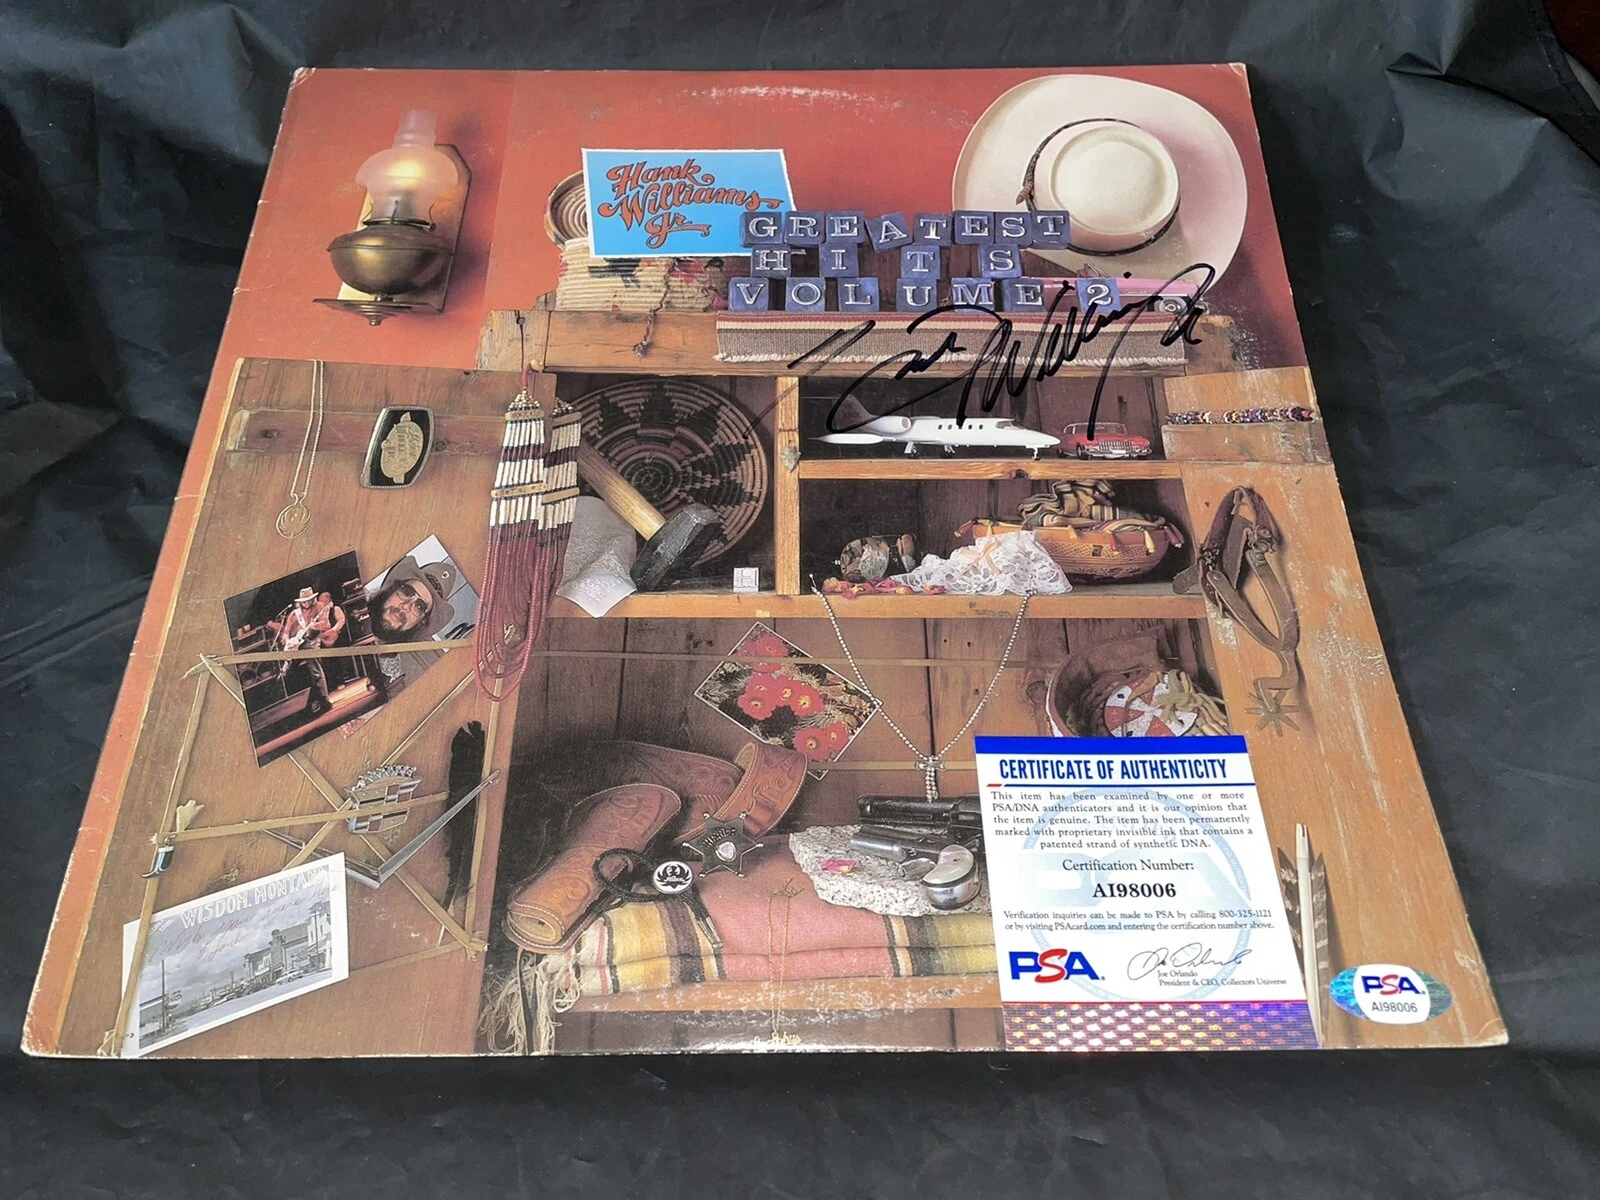 Hank
Williams
Jr.
GREATEST
HITS
VOLUME 2
Hank Williams Jr
WISDOM, MONTANA
CERTIFICATE OF AUTHENTICITY
This item has been examined by one or more
PSA/DNA authenticators and it is our opinion that
the item is genuine. The item has been permanently
marked with proprietary invisible ink that contains a
patented strand of synthetic DNA.
Certification Number:
AI98006
Verification inquiries can be made to PSA by calling 800-325-1121
or by visiting PSAcard.com and entering the certification number above.
PSA.
Joe Orlando
President & CEO, Collectors Universe
PSA.
AI98006